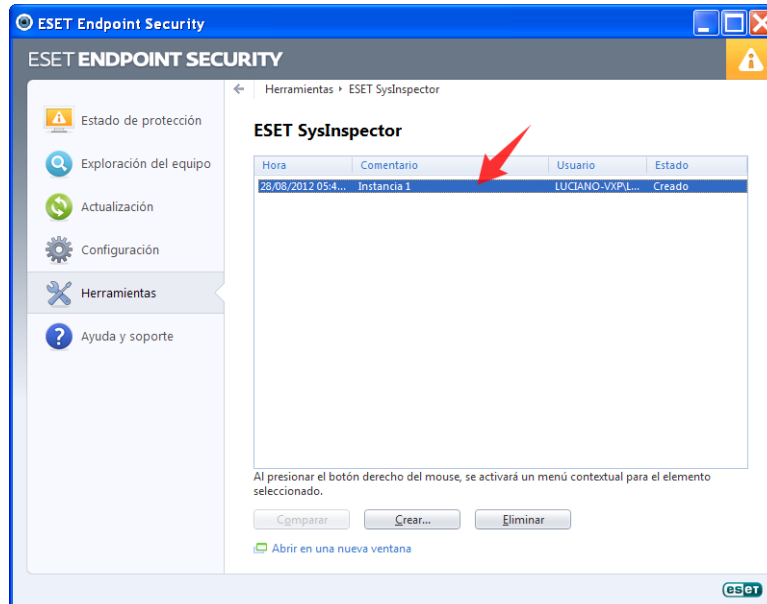 ESET Endpoint Security
ESET ENDPOINT SECURITY
Herramientas ESET SysInspector
Estado de protección
Exploración del equipo
Actualización
Configuración
Herramientas
Ayuda y soporte
ESET SysInspector
Hora Comentario Usuario Estado
28/08/2012 05:4... Instancia 1 LUCIANO-VXP\L... Creado
Al presionar el botón derecho del mouse, se activará un menú contextual para el elemento
seleccionado.
Comparar Crear... Eliminar
Abrir en una nueva ventana
eset